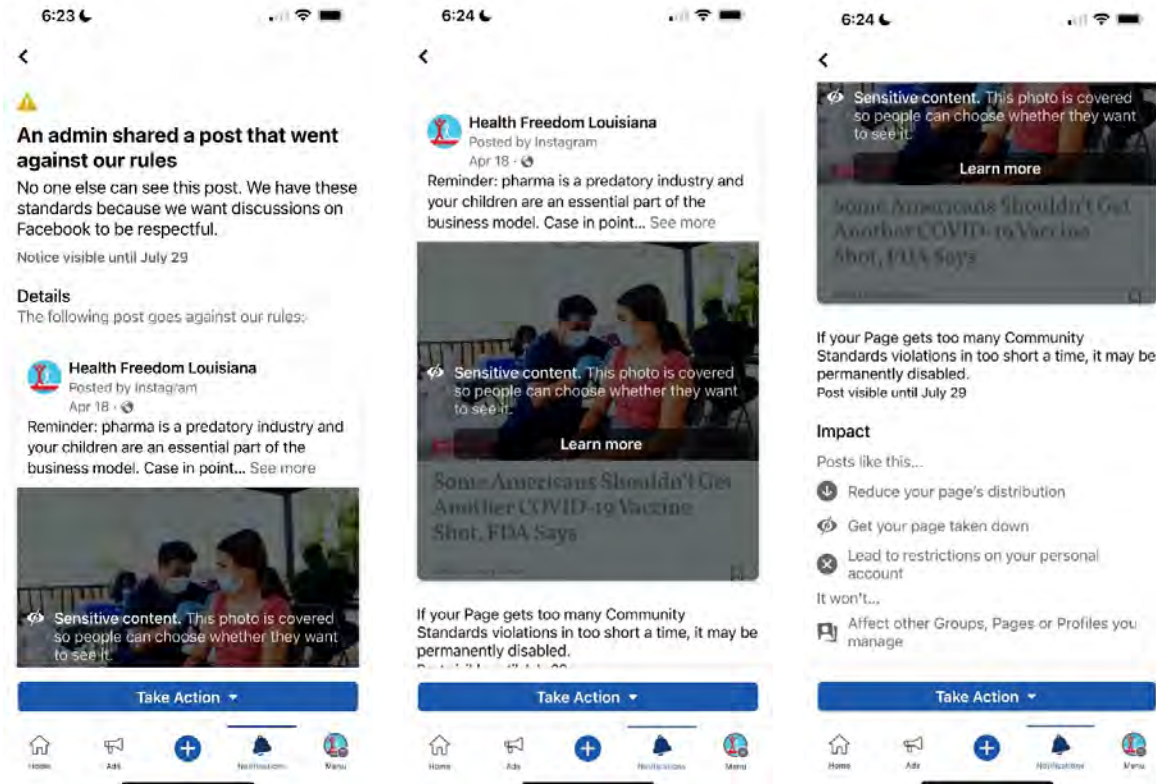 6:23
An admin shared a post that went
against our rules
No one else can see this post. We have these
standards because we want discussions on
Facebook to be respectful.
Notice visible until July 29
Details
The following post goes against our rules:
Health Freedom Louisiana
Posted by Instagram
Apr 18 ·
Reminder: pharma is a predatory industry and
your children are an essential part of the
business model. Case in point... See more
Sensitive content. This photo is covered
so people can choose whether they want
to see it.
Take Action
Home
Ads
Notifications
Menu
6:24
Health Freedom Louisiana
Posted by Instagram
Apr 18 ·
Reminder: pharma is a predatory industry and
your children are an essential part of the
business model. Case in point... See more
Sensitive content. This photo is covered
so people can choose whether they want
to see it.
Learn more
Some Americans Shouldn't Get
Another COVID-19 Vaccine
Shot, FDA Says
If your Page gets too many Community
Standards violations in too short a time, it may be
permanently disabled.
Take Action
Home
Ads
Notifications
Menu
6:24
Sensitive content. This photo is covered
so people can choose whether they want
to see it.
Learn more
Some Americans Shouldn't Get
Another COVID-19 Vaccine
Shot, FDA Says
If your Page gets too many Community
Standards violations in too short a time, it may be
permanently disabled.
Post visible until July 29
Impact
Posts like this...
Reduce your page's distribution
Get your page taken down
Lead to restrictions on your personal
account
It won't...
Affect other Groups, Pages or Profiles you
manage
Take Action
Home
Ads
Notifications
Menu